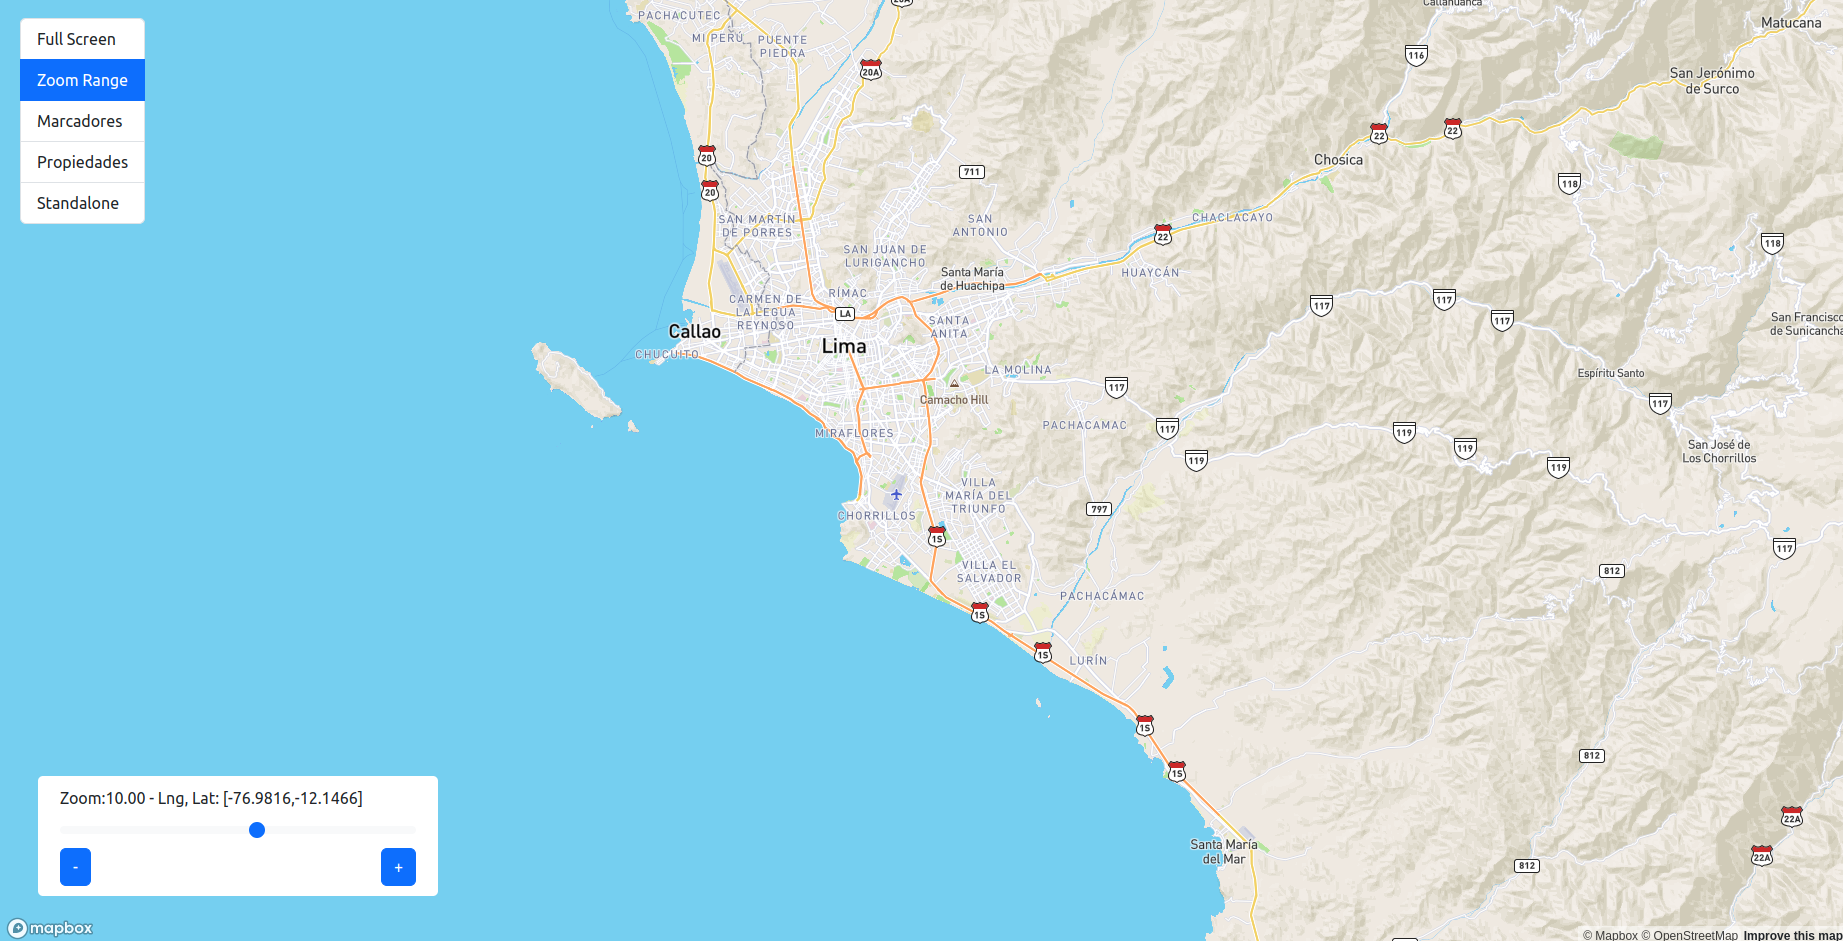 Full Screen
Zoom Range
Marcadores
Propiedades
Standalone
PACHACUTEC
MI PERÚ
PUENTE
PIEDRA
20A
20
20
SAN MARTÍN
DE PORRES
711
SAN
ANTONIO
SAN JUAN DE
LURIGANCHO
Santa María
de Huachipa
CARMEN DE
LA LEGUA
REYNOSO
RÍMAC
LA
SANTA
ANITA
Callao
Lima
CHUCUITO
LA MOLINA
Camacho Hill
MIRAFLORES
PACHACAMAC
VILLA
MARÍA DEL
TRIUNFO
CHORRILLOS
797
1S
VILLA EL
SALVADOR
PACHACÁMAC
1S
1S
LURÍN
1S
1S
Santa María
del Mar
Matucana
116
San Jerónimo
de Surco
22
22
Chosica
118
CHACLACAYO
22
HUAYCÁN
118
117
117
117
San Francisco
de Sunicancha
Espíritu Santo
117
117
117
119
119
119
119
San José de
Los Chorrillos
117
812
812
22A
22A
812
Zoom:10.00 - Lng, Lat: [-76.9816,-12.1466]
-
+
mapbox
© Mapbox © OpenStreetMap Improve this map